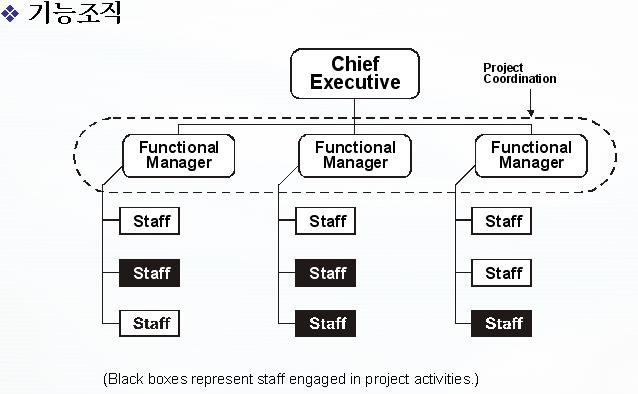 기능조직
Chief
Executive
Project
Coordination
Functional
Manager
Functional
Manager
Functional
Manager
Staff
Staff
Staff
Staff
Staff
Staff
Staff
Staff
Staff
(Black boxes represent staff engaged in project activities.)